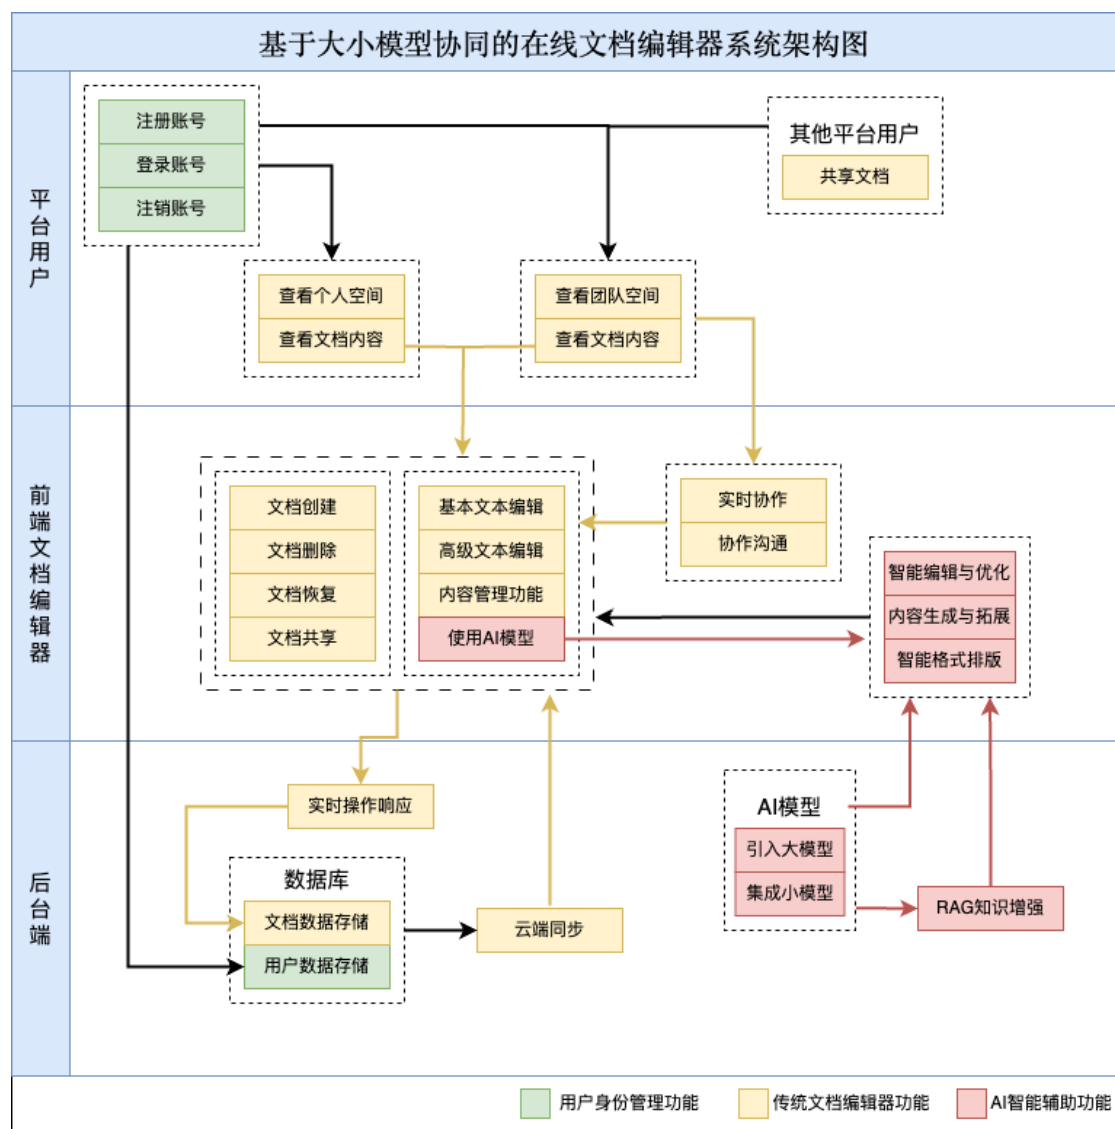 基于大小模型协同的在线文档编辑器系统架构图
平台用户
注册账号
登录账号
注销账号
其他平台用户
共享文档
查看个人空间
查看文档内容
查看团队空间
查看文档内容
前端文档编辑器
文档创建
文档删除
文档恢复
文档共享
基本文本编辑
高级文本编辑
内容管理功能
使用AI模型
实时协作
协作沟通
智能编辑与优化
内容生成与拓展
智能格式排版
后台端
实时操作响应
数据库
文档数据存储
用户数据存储
云端同步
AI模型
引入大模型
集成小模型
RAG知识增强
用户身份管理功能
传统文档编辑器功能
AI智能辅助功能